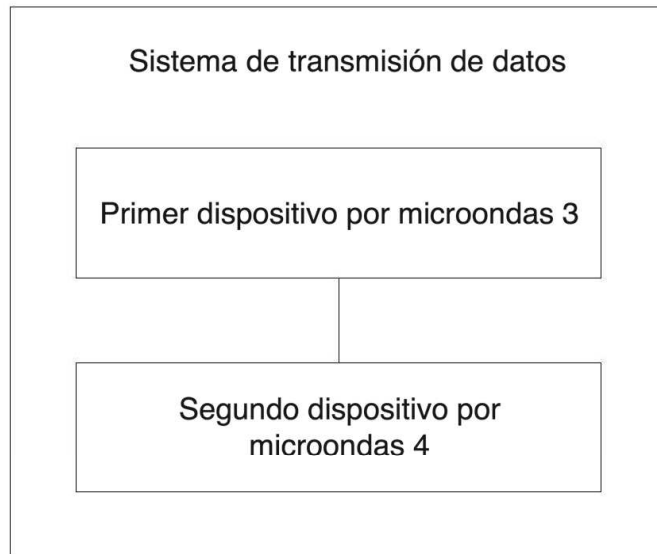 Sistema de transmisión de datos
Primer dispositivo por microondas 3
Segundo dispositivo por
microondas 4